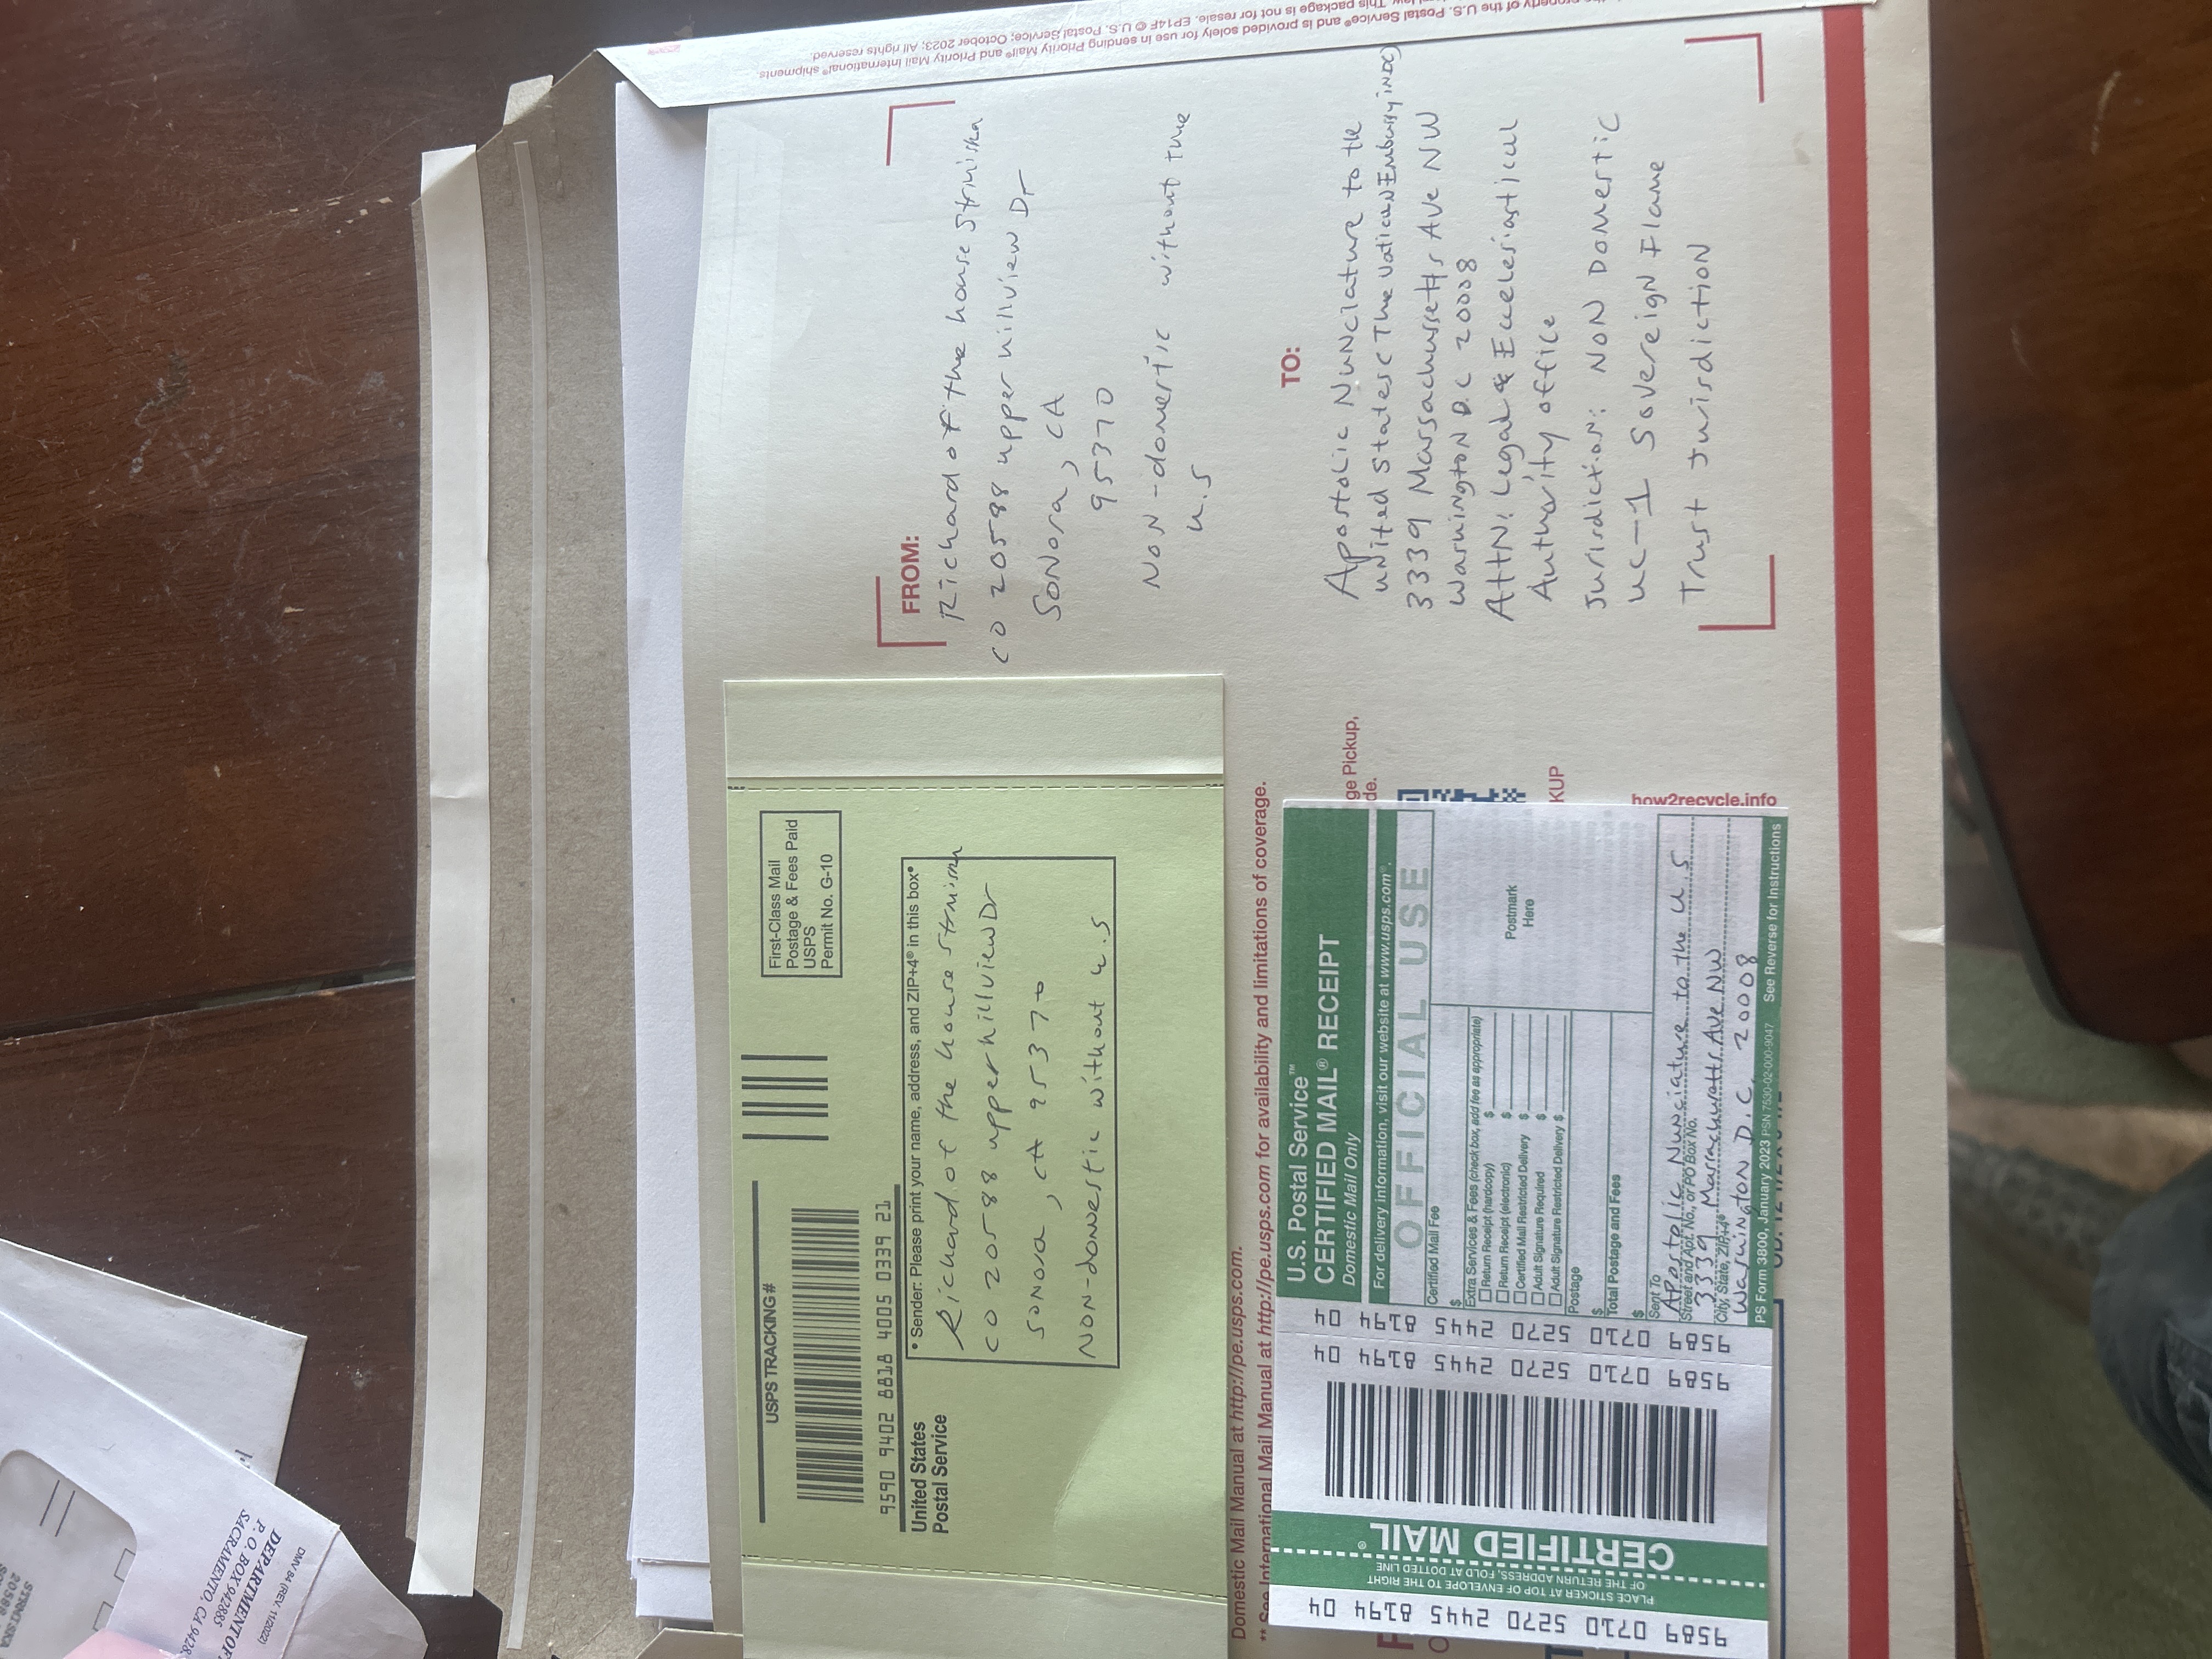 STRMISKA
20588
DMV 84 (REV. 11/2022)
DEPARTMENT OF
P. O. BOX 942885
SACRAMENTO, CA 9428
USPS TRACKING #
9590 9402 8818 4005 0339 21
First-Class Mail
Postage & Fees Paid
USPS
Permit No. G-10
United States
Postal Service
• Sender: Please print your name, address, and ZIP+4® in this box•
Richard of the house Strmiska
CO 20588 upper hillview Dr
Sonora, CA 95370
NON-domestic without U.S
FROM:
Richard of the house Strmiska
CO 20588 upper hillview Dr
SoNora, CA
95370
NON-domestic without the
U.S
TO:
Apostolic NUNciature to the
United States (The Vatican Embassy in DC)
3339 Massachussetts Ave NW
Washington D.C 20008
ATTN: Legal & Ecclesiastical
Authority office
Jurisdiction: NON DOMestic
UC-1 Sovereign Flame
Trust Jurisdiction
Domestic Mail Manual at http://pe.usps.com.
** See International Mail Manual at http://pe.usps.com for availability and limitations of coverage.
PLACE STICKER AT TOP OF ENVELOPE TO THE RIGHT
OF THE RETURN ADDRESS, FOLD AT DOTTED LINE
CERTIFIED MAIL®
9589 0710 5270 2445 8194 04
9589 0710 5270 2445 8194 04
9589 0710 5270 2445 8194 04
U.S. Postal Service™
CERTIFIED MAIL® RECEIPT
Domestic Mail Only
For delivery information, visit our website at www.usps.com®.
OFFICIAL USE
Certified Mail Fee
$
Extra Services & Fees (check box, add fee as appropriate)
Return Receipt (hardcopy) $
Return Receipt (electronic) $
Certified Mail Restricted Delivery $
Adult Signature Required $
Adult Signature Restricted Delivery $
Postmark
Here
Postage
$
Total Postage and Fees
$
Sent To
Apostolic Nunciature to the U.S
Street and Apt. No., or PO Box No.
3339 Massachusetts Ave NW
City, State, ZIP+4®
Washington D.C. 20008
PS Form 3800, January 2023 PSN 7530-02-000-9047 See Reverse for Instructions
ge Pickup,
de.
KUP
how2recycle.info
property of the U.S. Postal Service® and is provided solely for use in sending Priority Mail® and Priority Mail International® shipments.
law. This package is not for resale. EP14F © U.S. Postal Service; October 2023; All rights reserved.